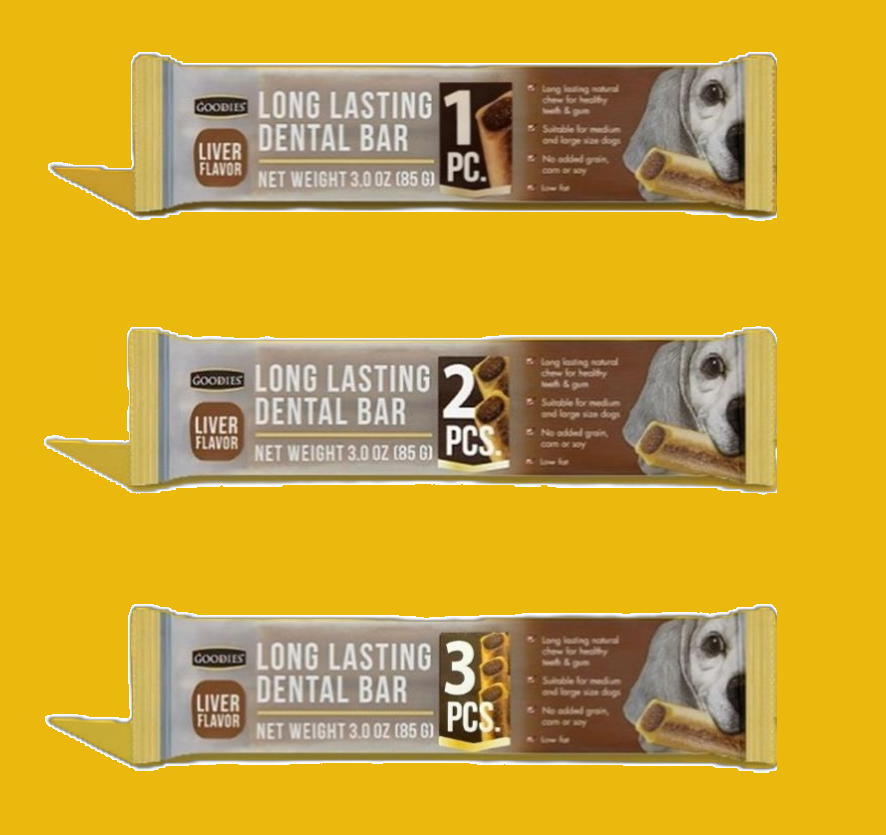 GOODIES
LIVER
FLAVOR
LONG LASTING
DENTAL BAR
NET WEIGHT 3.0 OZ (85 G)
1
PC.
Long lasting natural
chew for healthy
teeth & gum
Suitable for medium
and large size dogs
No added grain,
corn or soy
Low fat
GOODIES
LIVER
FLAVOR
LONG LASTING
DENTAL BAR
NET WEIGHT 3.0 OZ (85 G)
2
PCS.
Long lasting natural
chew for healthy
teeth & gum
Suitable for medium
and large size dogs
No added grain,
corn or soy
Low fat
GOODIES
LIVER
FLAVOR
LONG LASTING
DENTAL BAR
NET WEIGHT 3.0 OZ (85 G)
3
PCS.
Long lasting natural
chew for healthy
teeth & gum
Suitable for medium
and large size dogs
No added grain,
corn or soy
Low fat